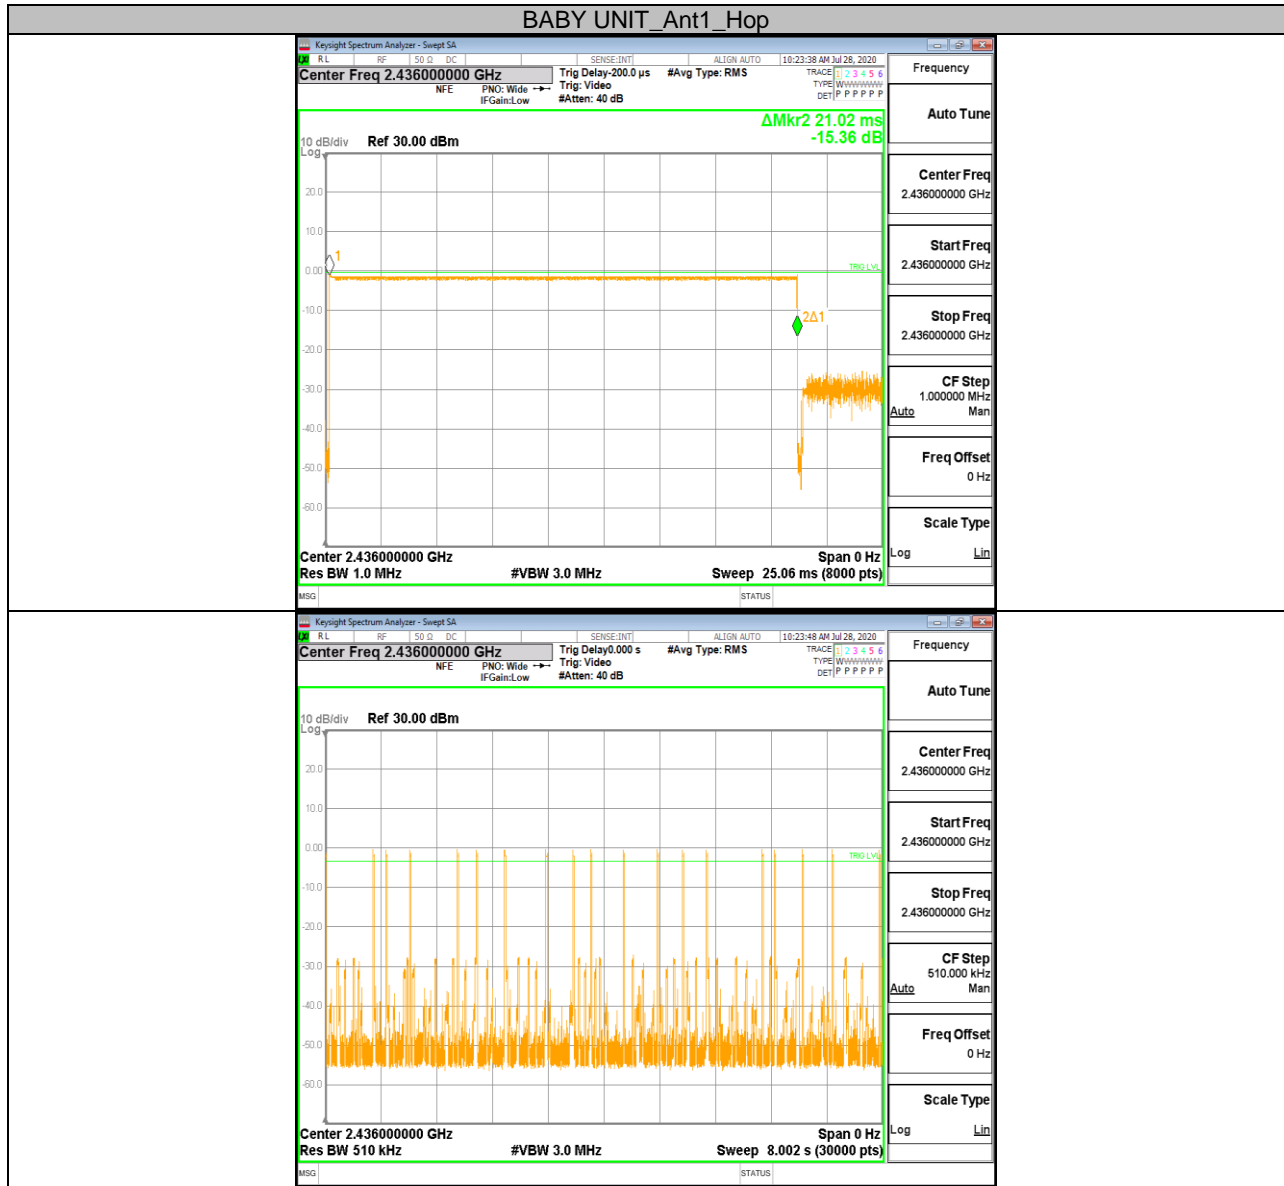 BABY UNIT_Ant1_Hop
Keysight Spectrum Analyzer - Swept SA
RL RF 50 Ω DC SENSE:INT ALIGN AUTO 10:23:38 AM Jul 28, 2020
Center Freq 2.436000000 GHz
NFE
PNO: Wide
IFGain:Low
Trig Delay-200.0 µs
Trig: Video
#Atten: 40 dB
#Avg Type: RMS
TRACE 1 2 3 4 5 6
TYPE WWWWWW
DET P P P P P P
ΔMkr2 21.02 ms
-15.36 dB
10 dB/div Ref 30.00 dBm
Log
20.0
10.0
0.00
-10.0
-20.0
-30.0
-40.0
-50.0
-60.0
1
TRIG LVL
2Δ1
Center 2.436000000 GHz Span 0 Hz
Res BW 1.0 MHz #VBW 3.0 MHz Sweep 25.06 ms (8000 pts)
MSG STATUS
Frequency
Auto Tune
Center Freq
2.436000000 GHz
Start Freq
2.436000000 GHz
Stop Freq
2.436000000 GHz
CF Step
1.000000 MHz
Auto Man
Freq Offset
0 Hz
Scale Type
Log Lin
Keysight Spectrum Analyzer - Swept SA
RL RF 50 Ω DC SENSE:INT ALIGN AUTO 10:23:48 AM Jul 28, 2020
Center Freq 2.436000000 GHz
NFE
PNO: Wide
IFGain:Low
Trig Delay0.000 s
Trig: Video
#Atten: 40 dB
#Avg Type: RMS
TRACE 1 2 3 4 5 6
TYPE WWWWWW
DET P P P P P P
10 dB/div Ref 30.00 dBm
Log
20.0
10.0
0.00
-10.0
-20.0
-30.0
-40.0
-50.0
-60.0
TRIG LVL
Center 2.436000000 GHz Span 0 Hz
Res BW 510 kHz #VBW 3.0 MHz Sweep 8.002 s (30000 pts)
MSG STATUS
Frequency
Auto Tune
Center Freq
2.436000000 GHz
Start Freq
2.436000000 GHz
Stop Freq
2.436000000 GHz
CF Step
510.000 kHz
Auto Man
Freq Offset
0 Hz
Scale Type
Log Lin